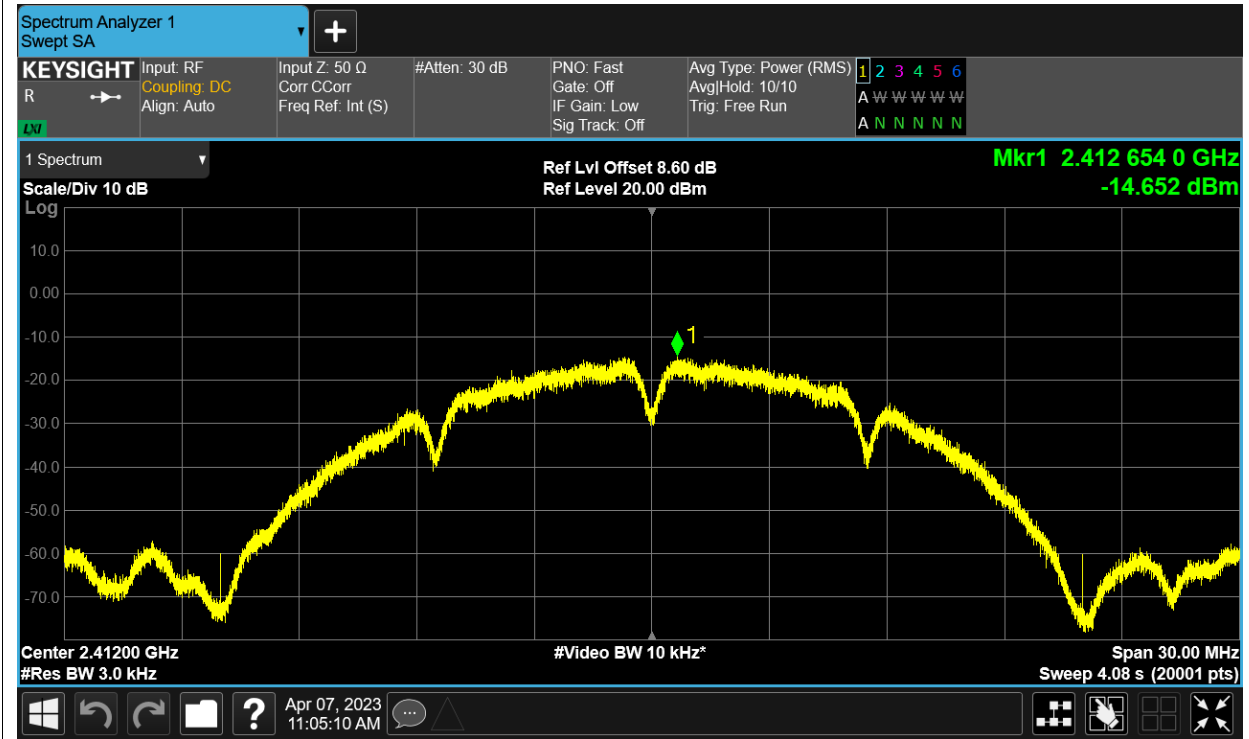 Spectrum Analyzer 1
Swept SA
KEYSIGHT
R
LXI
Input: RF
Coupling: DC
Align: Auto
Input Z: 50 Ω
Corr CCorr
Freq Ref: Int (S)
#Atten: 30 dB
PNO: Fast
Gate: Off
IF Gain: Low
Sig Track: Off
Avg Type: Power (RMS)
Avg|Hold: 10/10
Trig: Free Run
1 2 3 4 5 6
A W W W W W
A N N N N N
1 Spectrum
Scale/Div 10 dB
Log
Ref Lvl Offset 8.60 dB
Ref Level 20.00 dBm
Mkr1 2.412 654 0 GHz
-14.652 dBm
10.0
0.00
-10.0
1
-20.0
-30.0
-40.0
-50.0
-60.0
-70.0
Center 2.41200 GHz
#Video BW 10 kHz*
Span 30.00 MHz
#Res BW 3.0 kHz
Sweep 4.08 s (20001 pts)
?
Apr 07, 2023
11:05:10 AM